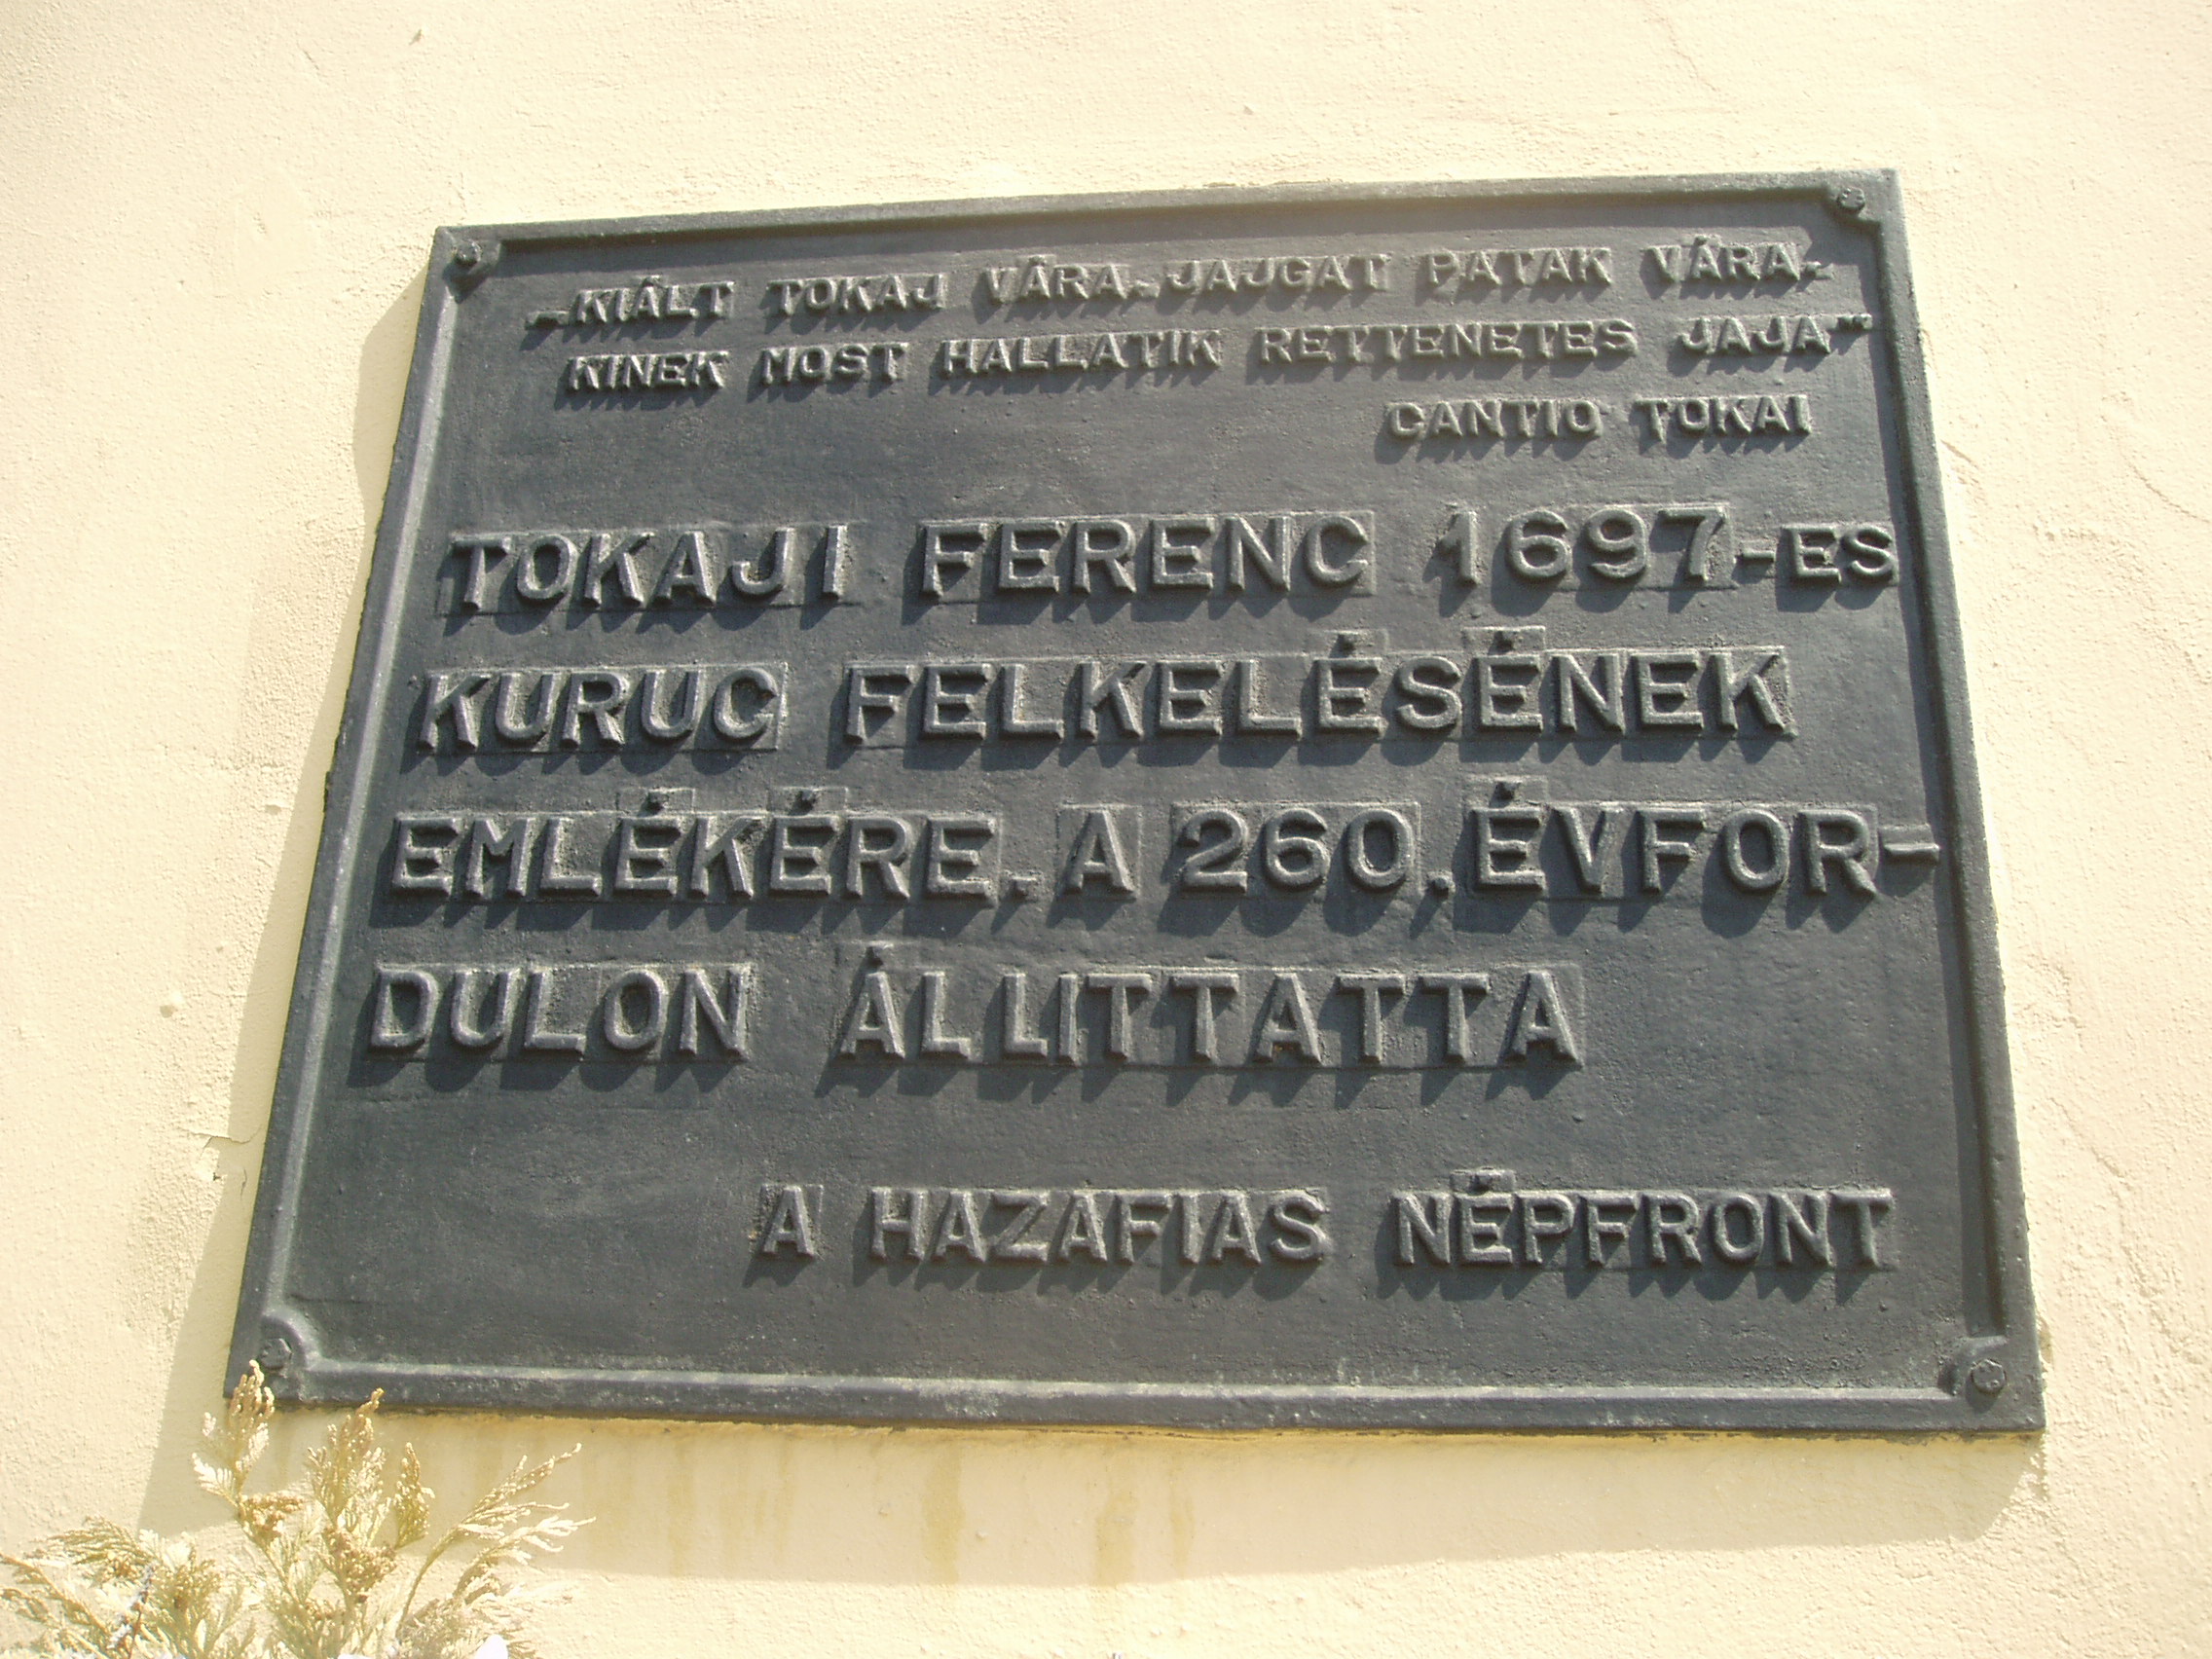 „KIÁLT TOKAJ VÁRA, JAJGAT PATAK VÁRA,
KINEK MOST HALLATIK RETTENETES JAJA"
CANTIO TOKAI
TOKAJI FERENC 1697-ES
KURUC FELKELÉSÉNEK
EMLÉKÉRE, A 260. ÉVFOR-
DULON ÁLLITTATTA
A HAZAFIAS NÉPFRONT